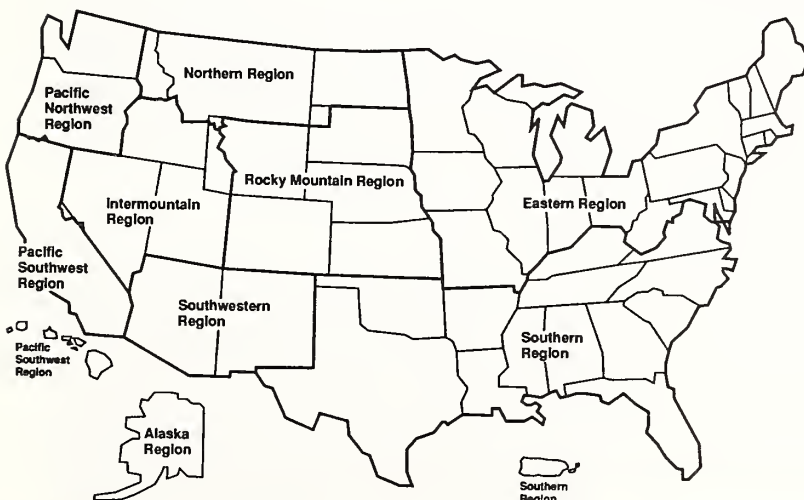 Northern Region
Pacific
Northwest
Region
Rocky Mountain Region
Intermountain
Region
Eastern Region
Pacific
Southwest
Region
Southwestern
Region
Southern
Region
Pacific
Southwest
Region
Alaska
Region
Southern
Region